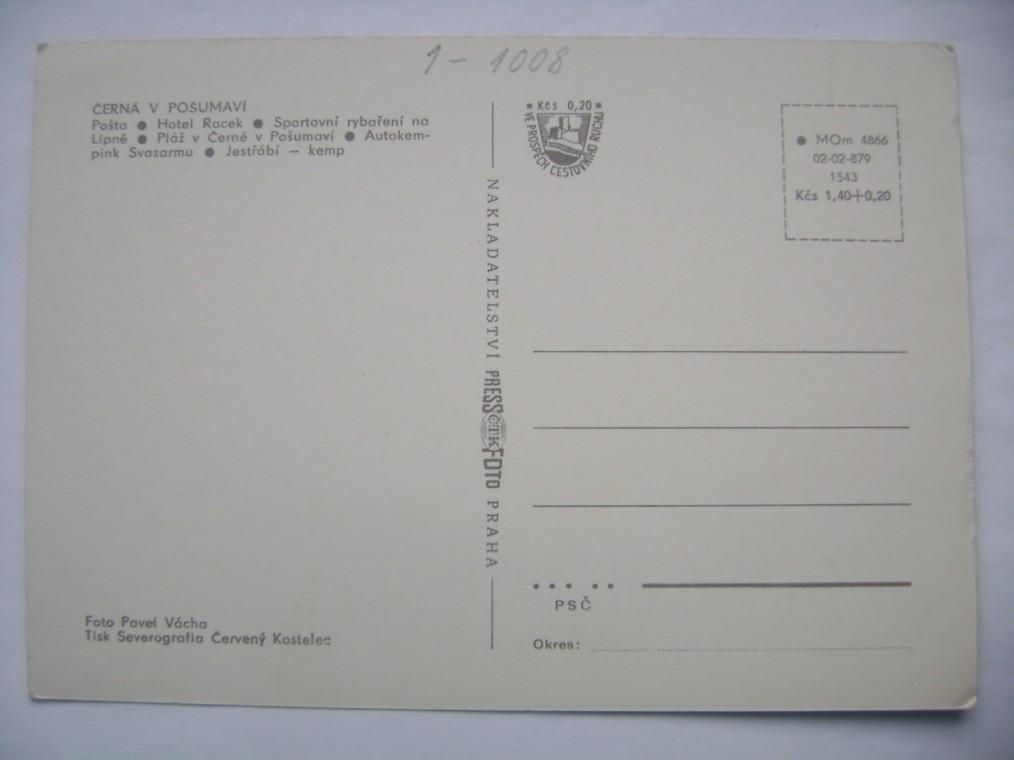 1 - 1008
ČERNÁ V POŠUMAVÍ
Pošta ● Hotel Racek ● Sportovní rybaření na
Lipně ● Pláž v Černé v Pošumaví ● Autokem-
pink Svazarmu ● Jestřábí – kemp
Foto Pavel Vácha
Tisk Severografia Červený Kostelec
NAKLADATELSTVÍ PRESSFOTO PRAHA
ČTK
▪ Kčs 0,20 ▪
VE PROSPĚCH CESTOVNÍHO RUCHU
● MOm 4866
02-02-879
1543
Kčs 1,40+0,20
PSČ
Okres: